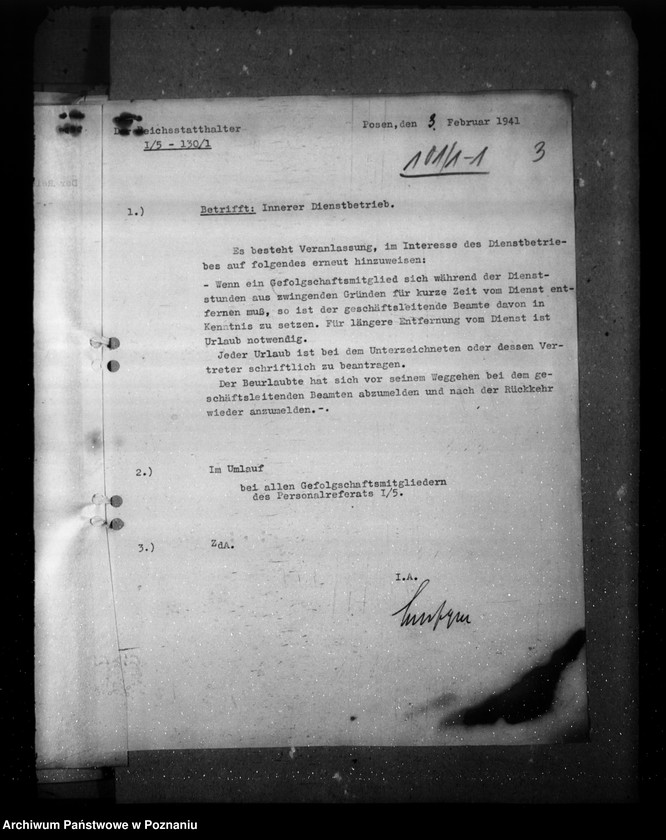 Der Reichsstatthalter
I/5 - 130/1
Posen,den 3. Februar 1941
101/1-1
3
1.) Betrifft: Innerer Dienstbetrieb.
Es besteht Veranlassung, im Interesse des Dienstbetrie-
bes auf folgendes erneut hinzuweisen:
- Wenn ein Gefolgschaftsmitglied sich während der Dienst-
stunden aus zwingenden Gründen für kurze Zeit vom Dienst ent-
fernen muß, so ist der geschäftsleitende Beamte davon in
Kenntnis zu setzen. Für längere Entfernung vom Dienst ist
Urlaub notwendig.
Jeder Urlaub ist bei dem Unterzeichneten oder dessen Ver-
treter schriftlich zu beantragen.
Der Beurlaubte hat sich vor seinem Weggehen bei dem ge-
schäftsleitenden Beamten abzumelden und nach der Rückkehr
wieder anzumelden.-.
2.) Im Umlauf
bei allen Gefolgschaftsmitgliedern
des Personalreferats I/5.
3.) ZdA.
I.A.
Archiwum Państwowe w Poznaniu